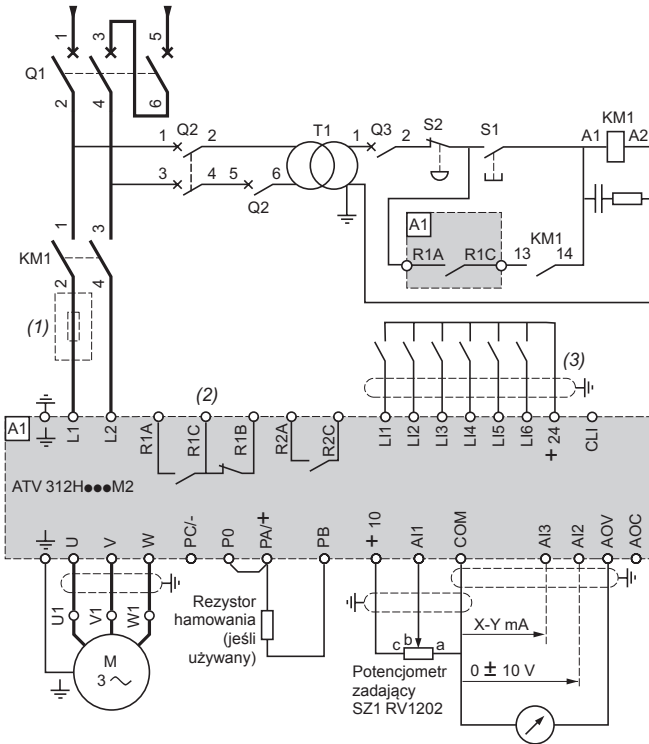 1 3 5
Q1
2 4 6
1 Q2 2 T1 1 Q3 2 S2 S1 KM1 A1 A2
3 4 5 6
Q2
A1
R1A R1C 13 KM1 14
1 3
KM1
2 4
(1)
(2)
(3)
A1
L1 L2 R1A R1C R1B R2A R2C LI1 LI2 LI3 LI4 LI5 LI6 + 24 CLI
ATV 312H●●●M2
U V W PC/- P0 PA/+ PB + 10 AI1 COM AI3 AI2 AOV AOC
U1 V1 W1
M
3
Rezystor
hamowania
(jeśli
używany)
c b a
Potencjometr
zadający
SZ1 RV1202
X-Y mA
0 ± 10 V